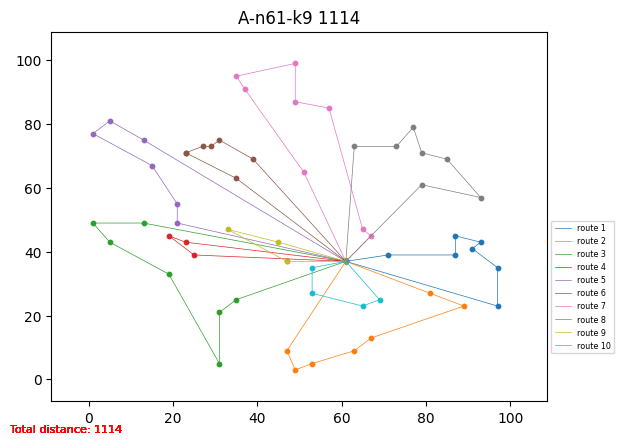 A-n61-k9 1114
100
80
60
40
20
0
0 20 40 60 80 100
route 1
route 2
route 3
route 4
route 5
route 6
route 7
route 8
route 9
route 10
Total distance: 1114